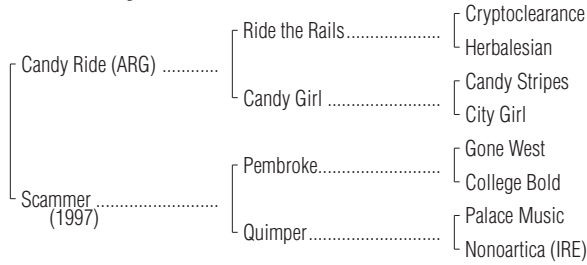 Cryptoclearance
Ride the Rails....................
Herbalesian
Candy Ride (ARG) ............
Candy Stripes
Candy Girl ........................
City Girl
Gone West
Pembroke..........................
College Bold
Scammer ..........................
(1997)
Palace Music
Quimper............................
Nonoartica (IRE)